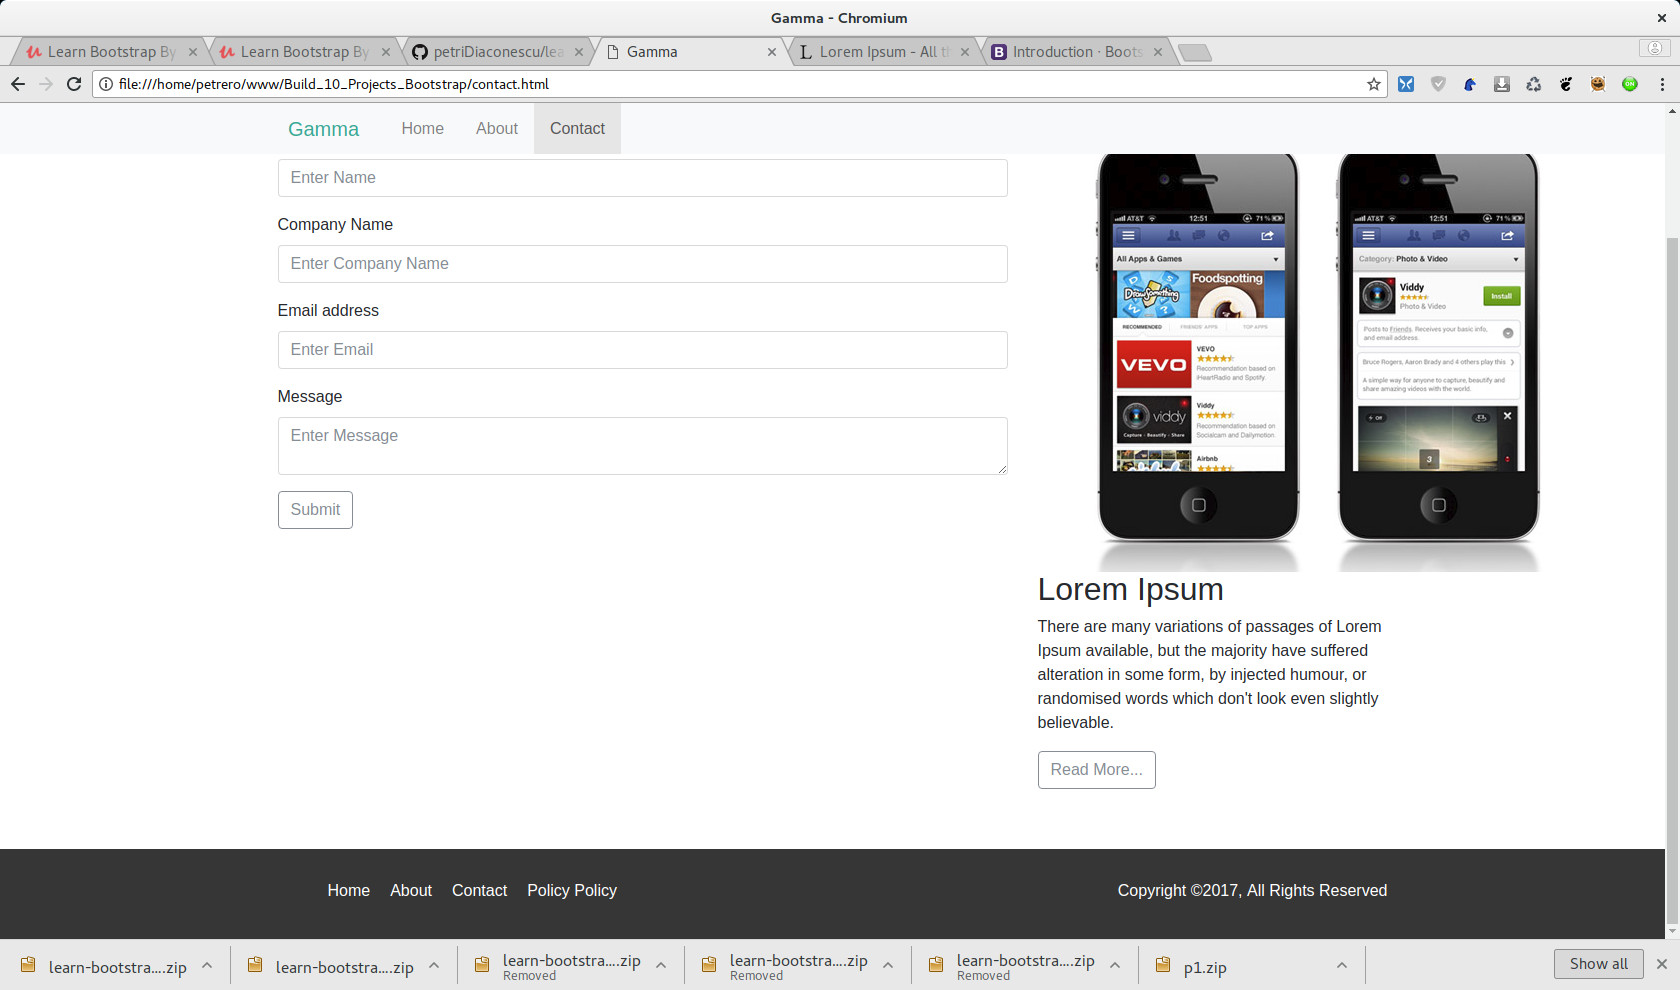 Gamma - Chromium
Learn Bootstrap By
Learn Bootstrap By
petriDiaconescu/lea
Gamma
Lorem Ipsum - All t
Introduction · Boots
file:///home/petrero/www/Build_10_Projects_Bootstrap/contact.html
Gamma
Home
About
Contact
Enter Name
Company Name
Enter Company Name
Email address
Enter Email
Message
Enter Message
Submit
AT&T 12:51 71%
All Apps & Games
DrawSomething
Foodspotting
RECOMMENDED FRIENDS APPS TOP APPS
VEVO
VEVO
Recommendation based on
iHeartRadio and Spotify.
viddy
Capture - Beautify - Share
Viddy
Recommendation based on
Socialcam and Dailymotion.
Airbnb
AT&T 12:51 71%
Category: Photo & Video
Viddy
Photo & Video
Install
Posts to Friends. Receives your basic info,
and email address.
Bruce Rogers, Aaron Brady and 4 others play this
A simple way for anyone to capture, beautify and
share amazing videos with the world.
Off
3
Lorem Ipsum
There are many variations of passages of Lorem
Ipsum available, but the majority have suffered
alteration in some form, by injected humour, or
randomised words which don't look even slightly
believable.
Read More...
Home About Contact Policy Policy
Copyright ©2017, All Rights Reserved
learn-bootstra....zip
learn-bootstra....zip
learn-bootstra....zip
Removed
learn-bootstra....zip
Removed
learn-bootstra....zip
Removed
p1.zip
Show all